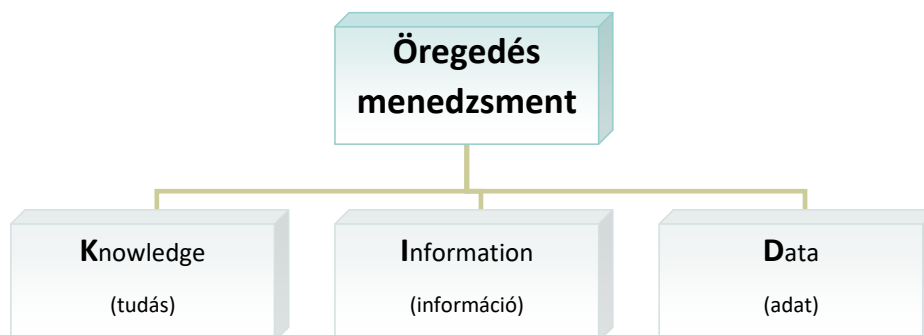 Öregedés
menedzsment
Knowledge
(tudás)
Information
(információ)
Data
(adat)